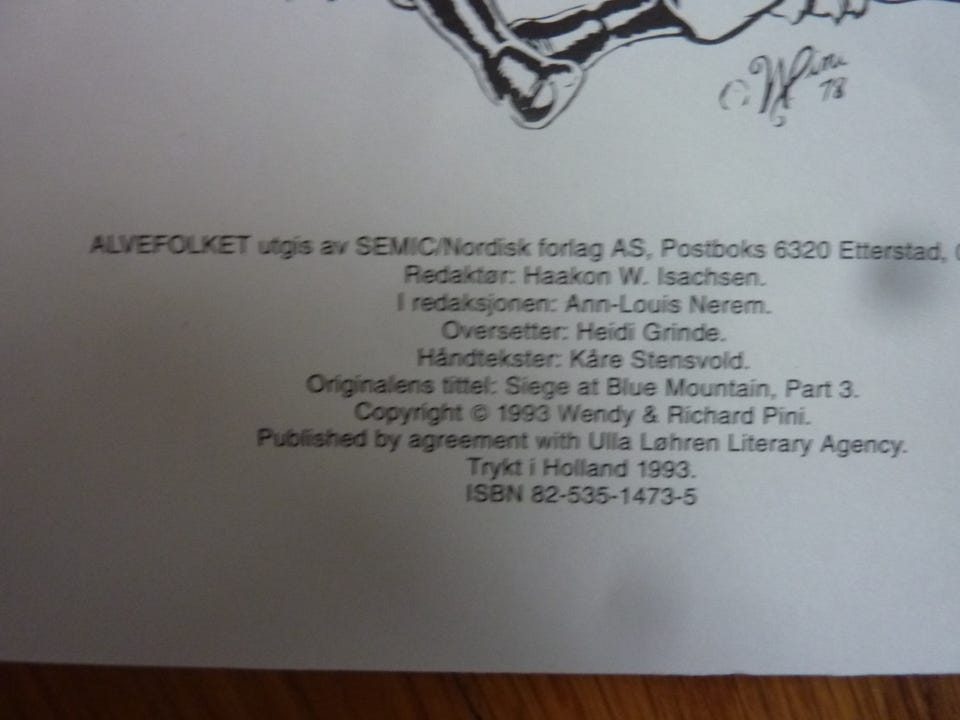 WPini
78
ALVEFOLKET utgis av SEMIC/Nordisk forlag AS, Postboks 6320 Etterstad,
Redaktør: Haakon W. Isachsen.
I redaksjonen: Ann-Louis Nerem.
Oversetter: Heidi Grinde.
Håndtekster: Kåre Stensvold.
Originalens tittel: Siege at Blue Mountain, Part 3.
Copyright © 1993 Wendy & Richard Pini.
Published by agreement with Ulla Løhren Literary Agency.
Trykt i Holland 1993.
ISBN 82-535-1473-5